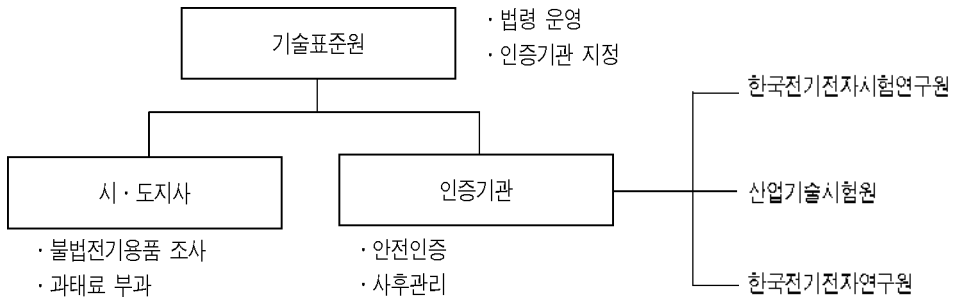 기술표준원
· 법령 운영
· 인증기관 지정
시 · 도지사
· 불법전기용품 조사
· 과태료 부과
인증기관
· 안전인증
· 사후관리
한국전기전자시험연구원
산업기술시험원
한국전기전자연구원